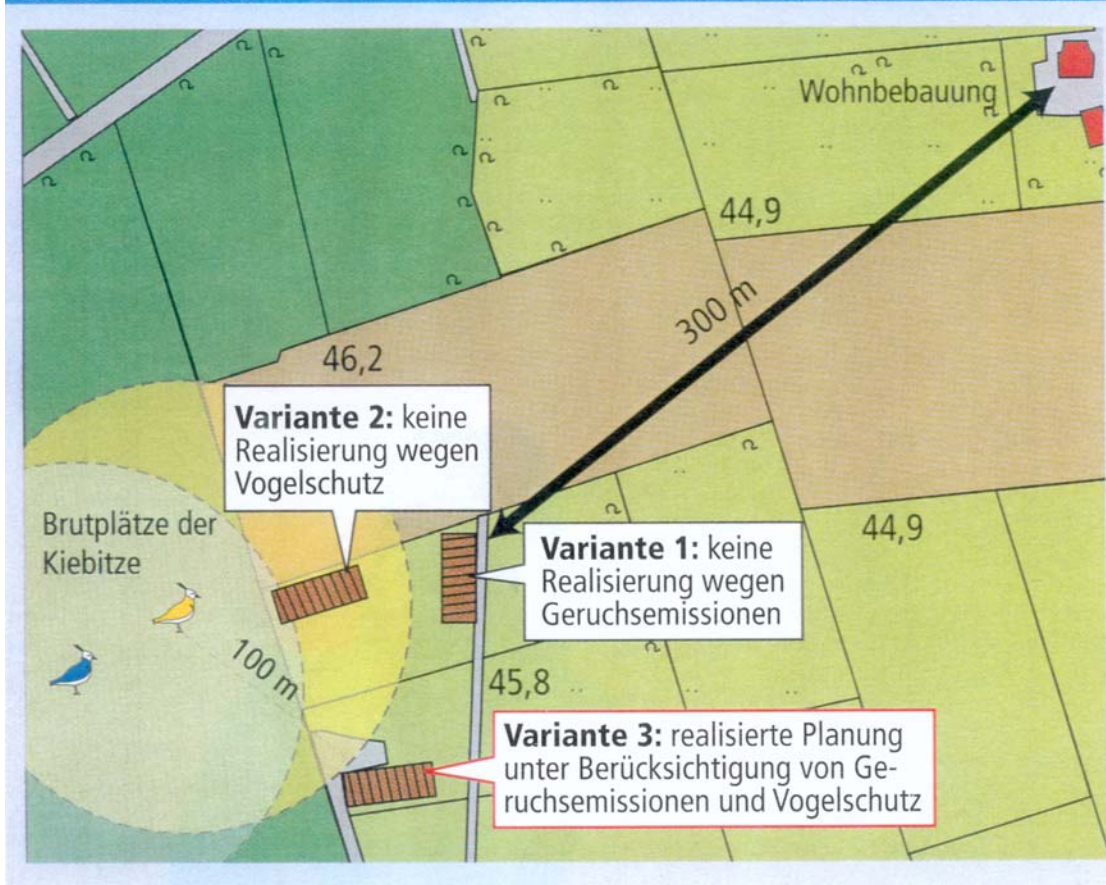 Wohnbebauung
44,9
300 m
46,2
Variante 2: keine
Realisierung wegen
Vogelschutz
Brutplätze der
Kiebitze
44,9
Variante 1: keine
Realisierung wegen
Geruchsemissionen
100 m
45,8
Variante 3: realisierte Planung
unter Berücksichtigung von Ge-
ruchsemissionen und Vogelschutz